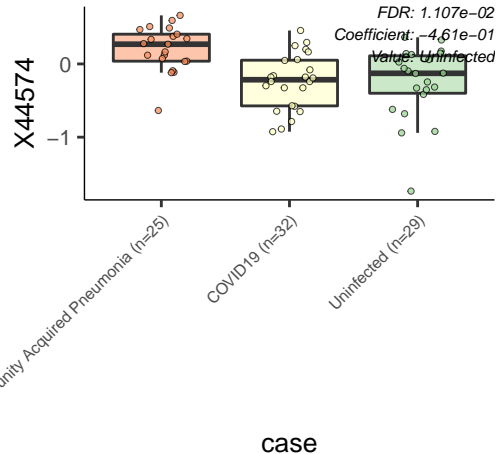 FDR: 1.107e−02
Coefficient: −4.61e−01
Value: Uninfected
X44574
0
−1
unity Acquired Pneumonia (n=25)
COVID19 (n=32)
Uninfected (n=29)
case